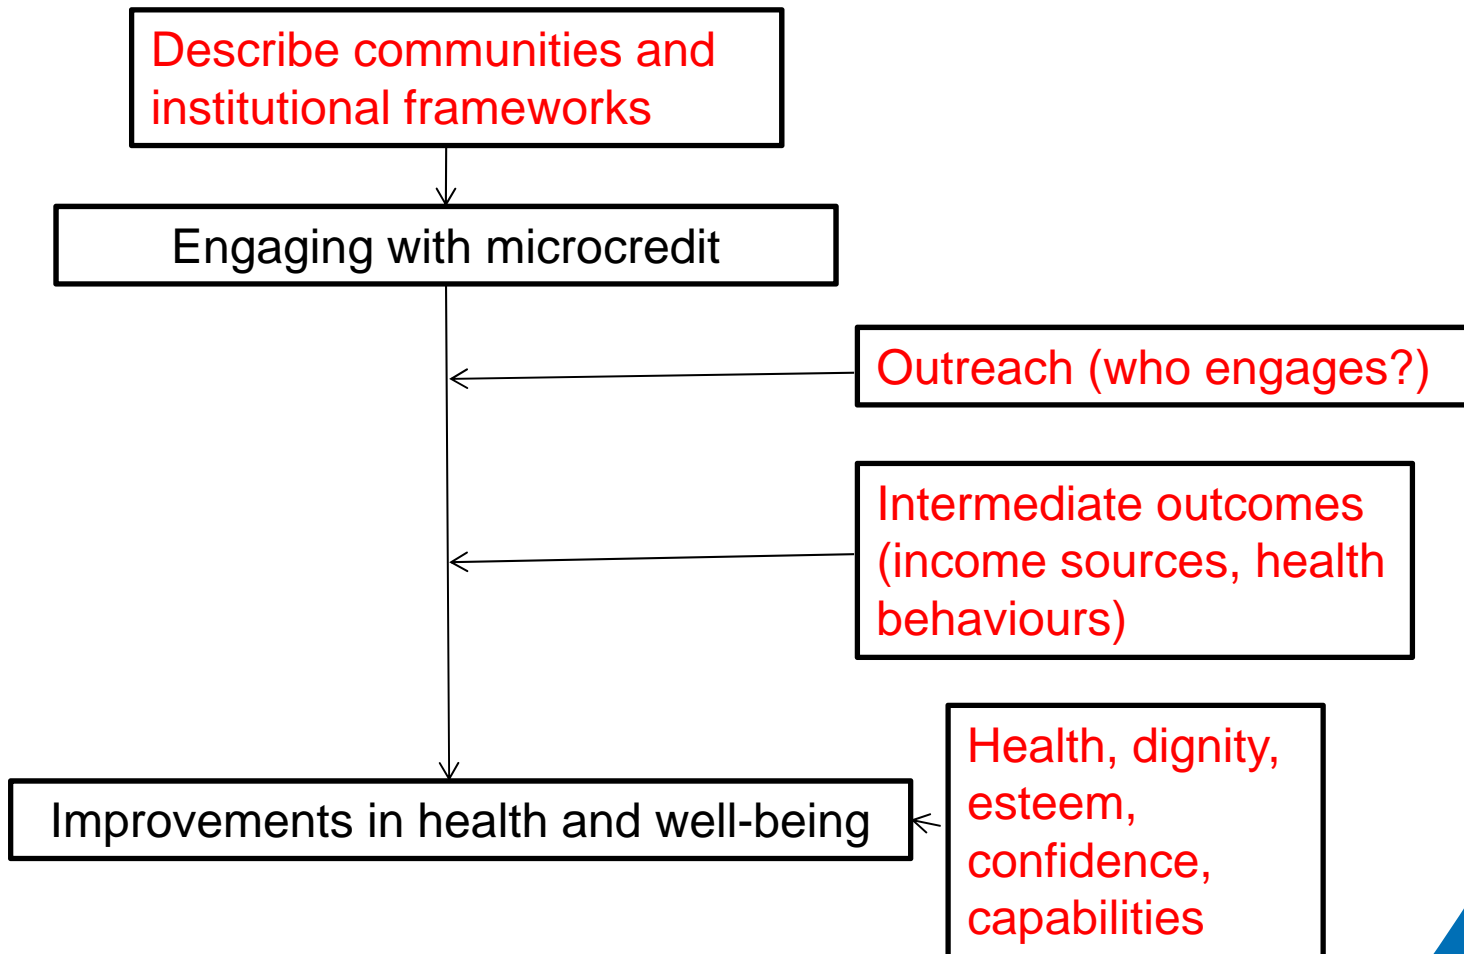 Describe communities and
institutional frameworks
Engaging with microcredit
Outreach (who engages?)
Intermediate outcomes
(income sources, health
behaviours)
Improvements in health and well-being
Health, dignity,
esteem,
confidence,
capabilities